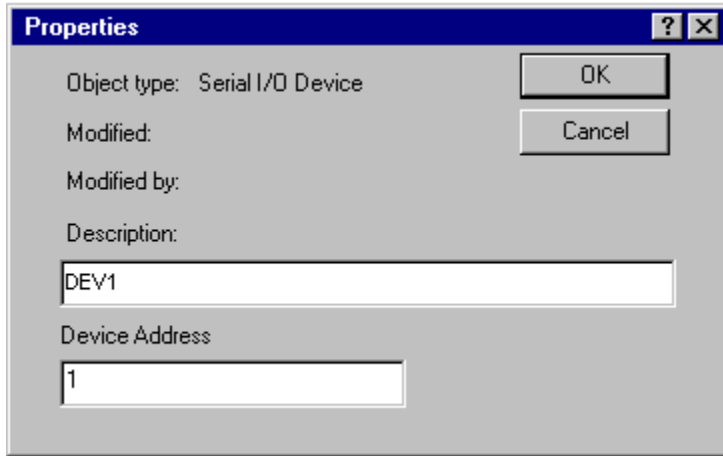 Properties
Object type: Serial I/O Device
OK
Modified:
Cancel
Modified by:
Description:
DEV1
Device Address
1